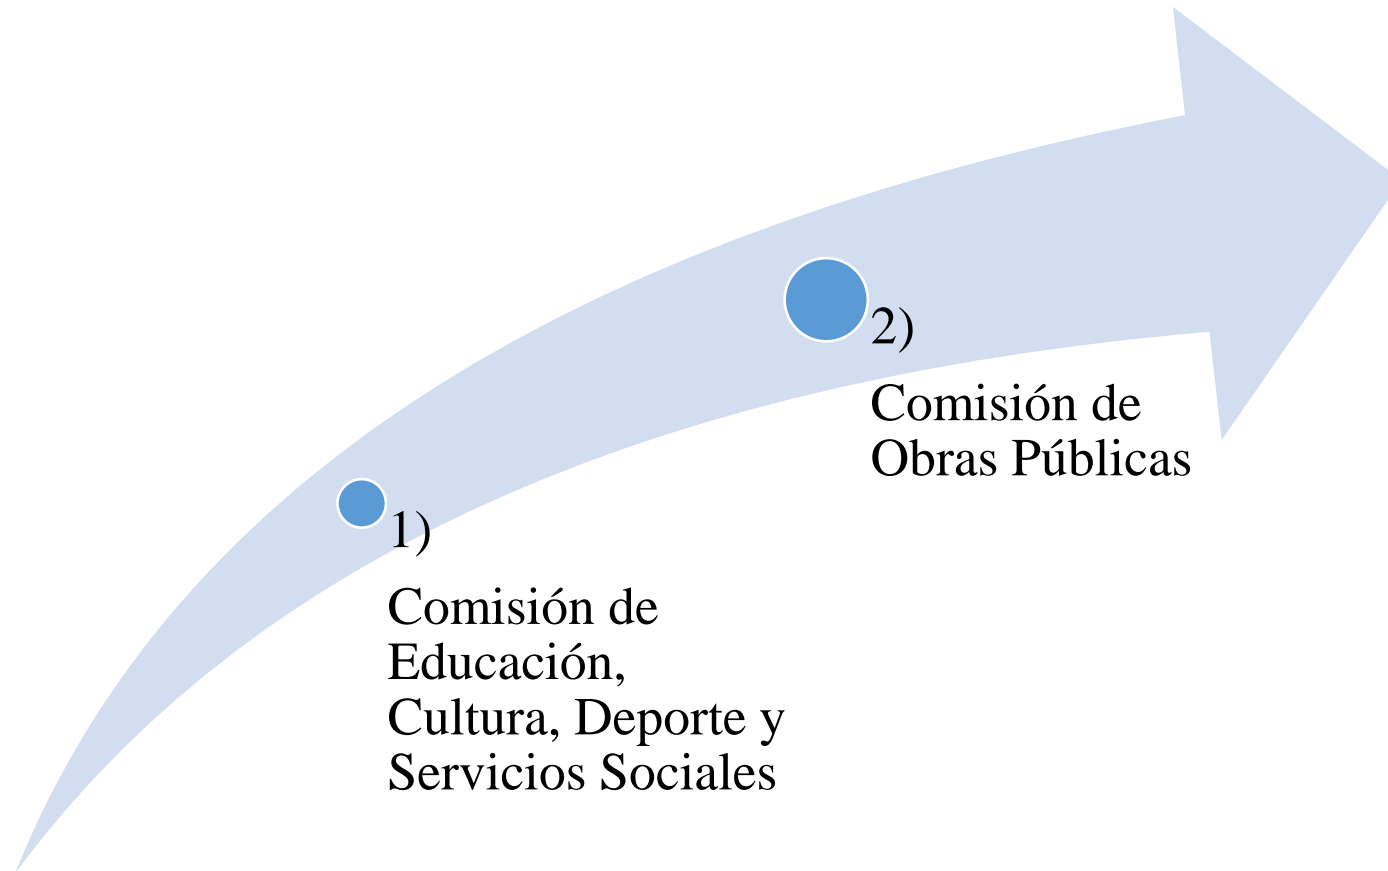 1)
Comisión de
Educación,
Cultura, Deporte y
Servicios Sociales
2)
Comisión de
Obras Públicas